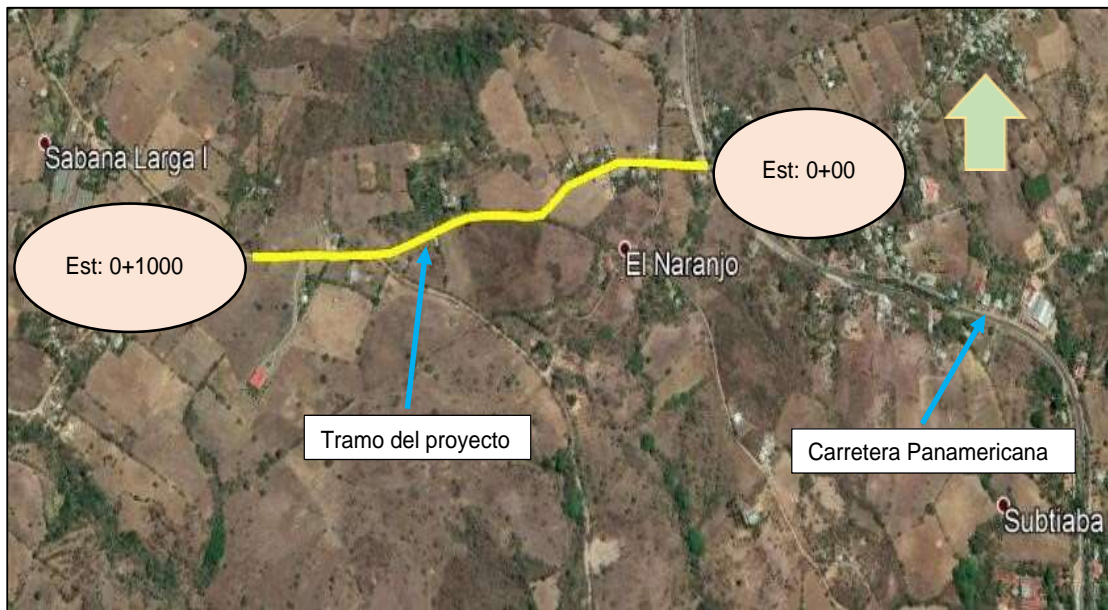 Sabana Larga I
Est: 0+00
Est: 0+1000
El Naranjo
Tramo del proyecto
Carretera Panamericana
Subtiaba